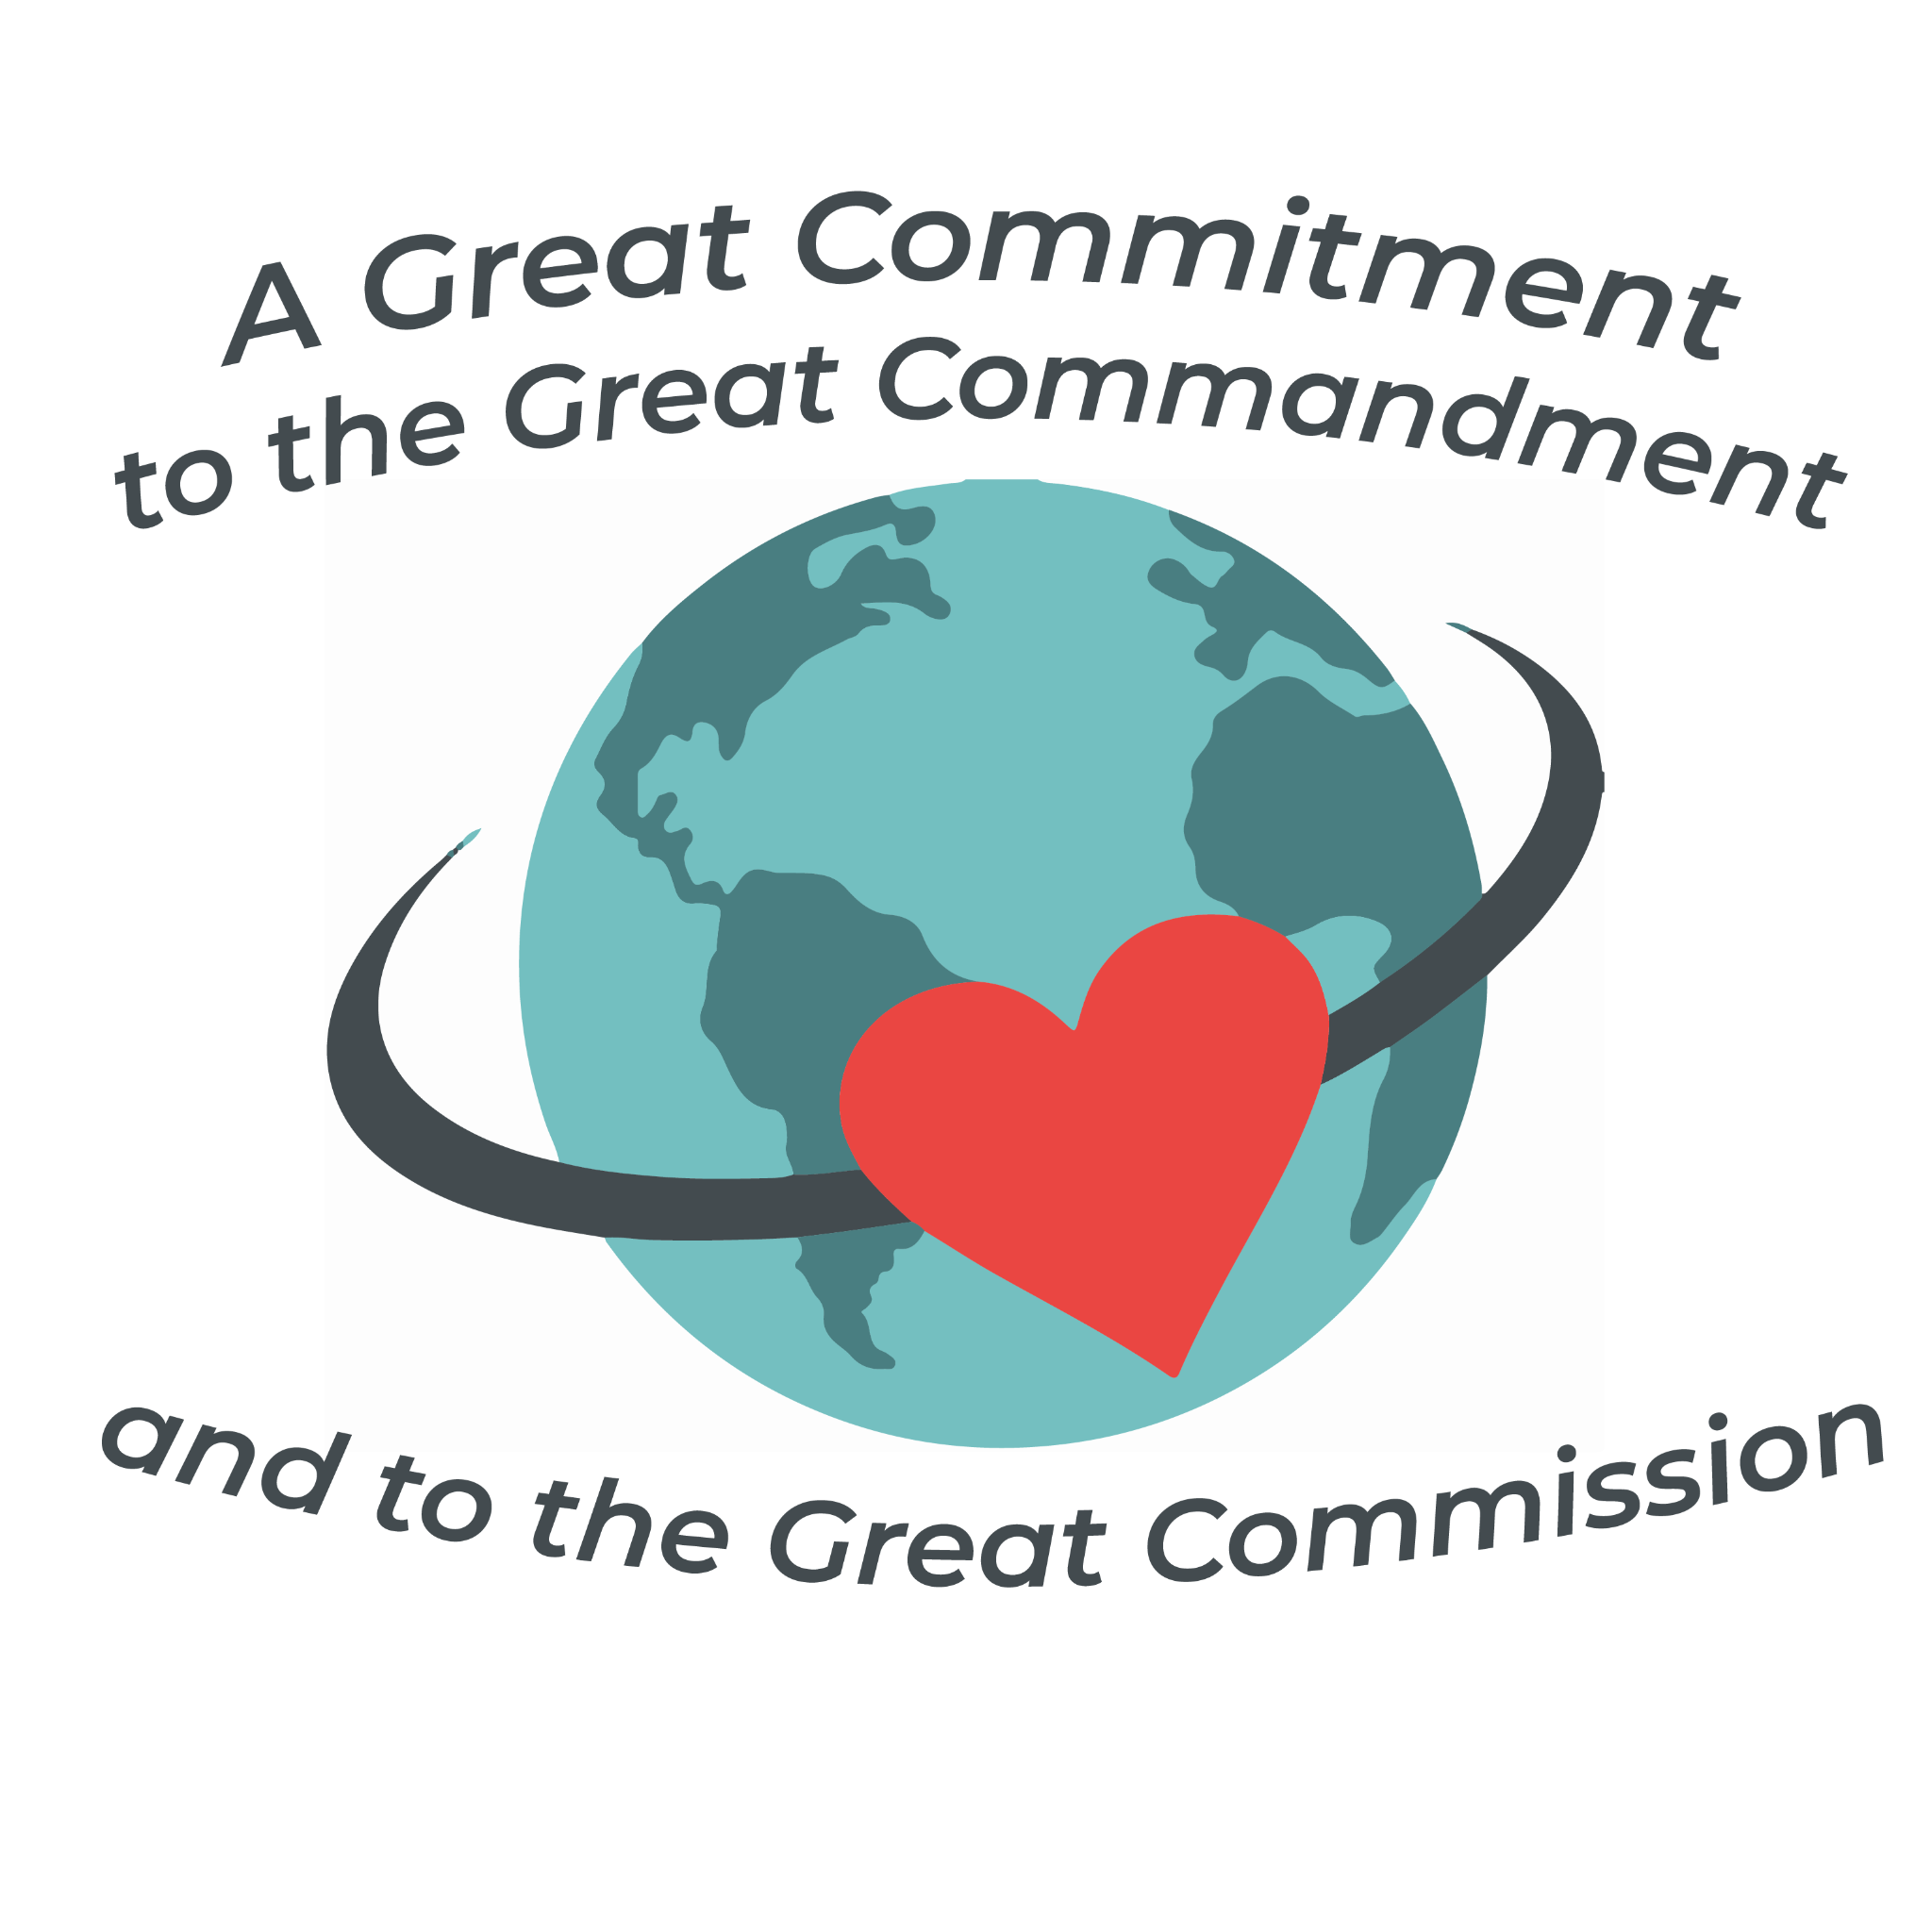 A Great Commitment
to the Great Commandment
and to the Great Commission